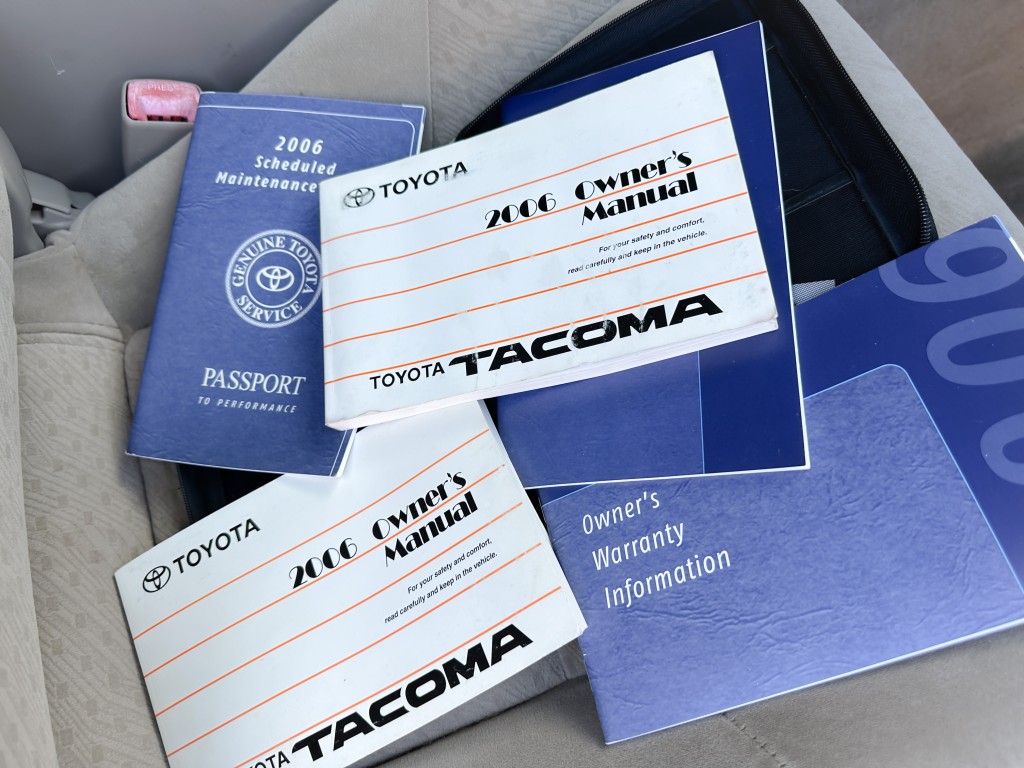 2006
Scheduled
Maintenance
GENUINE TOYOTA
SERVICE
PASSPORT
TO PERFORMANCE
TOYOTA
2006 Owner's
Manual
For your safety and comfort,
read carefully and keep in the vehicle.
TOYOTA TACOMA
TOYOTA
2006 Owner's
Manual
For your safety and comfort,
read carefully and keep in the vehicle.
OTA TACOMA
Owner's
Warranty
Information